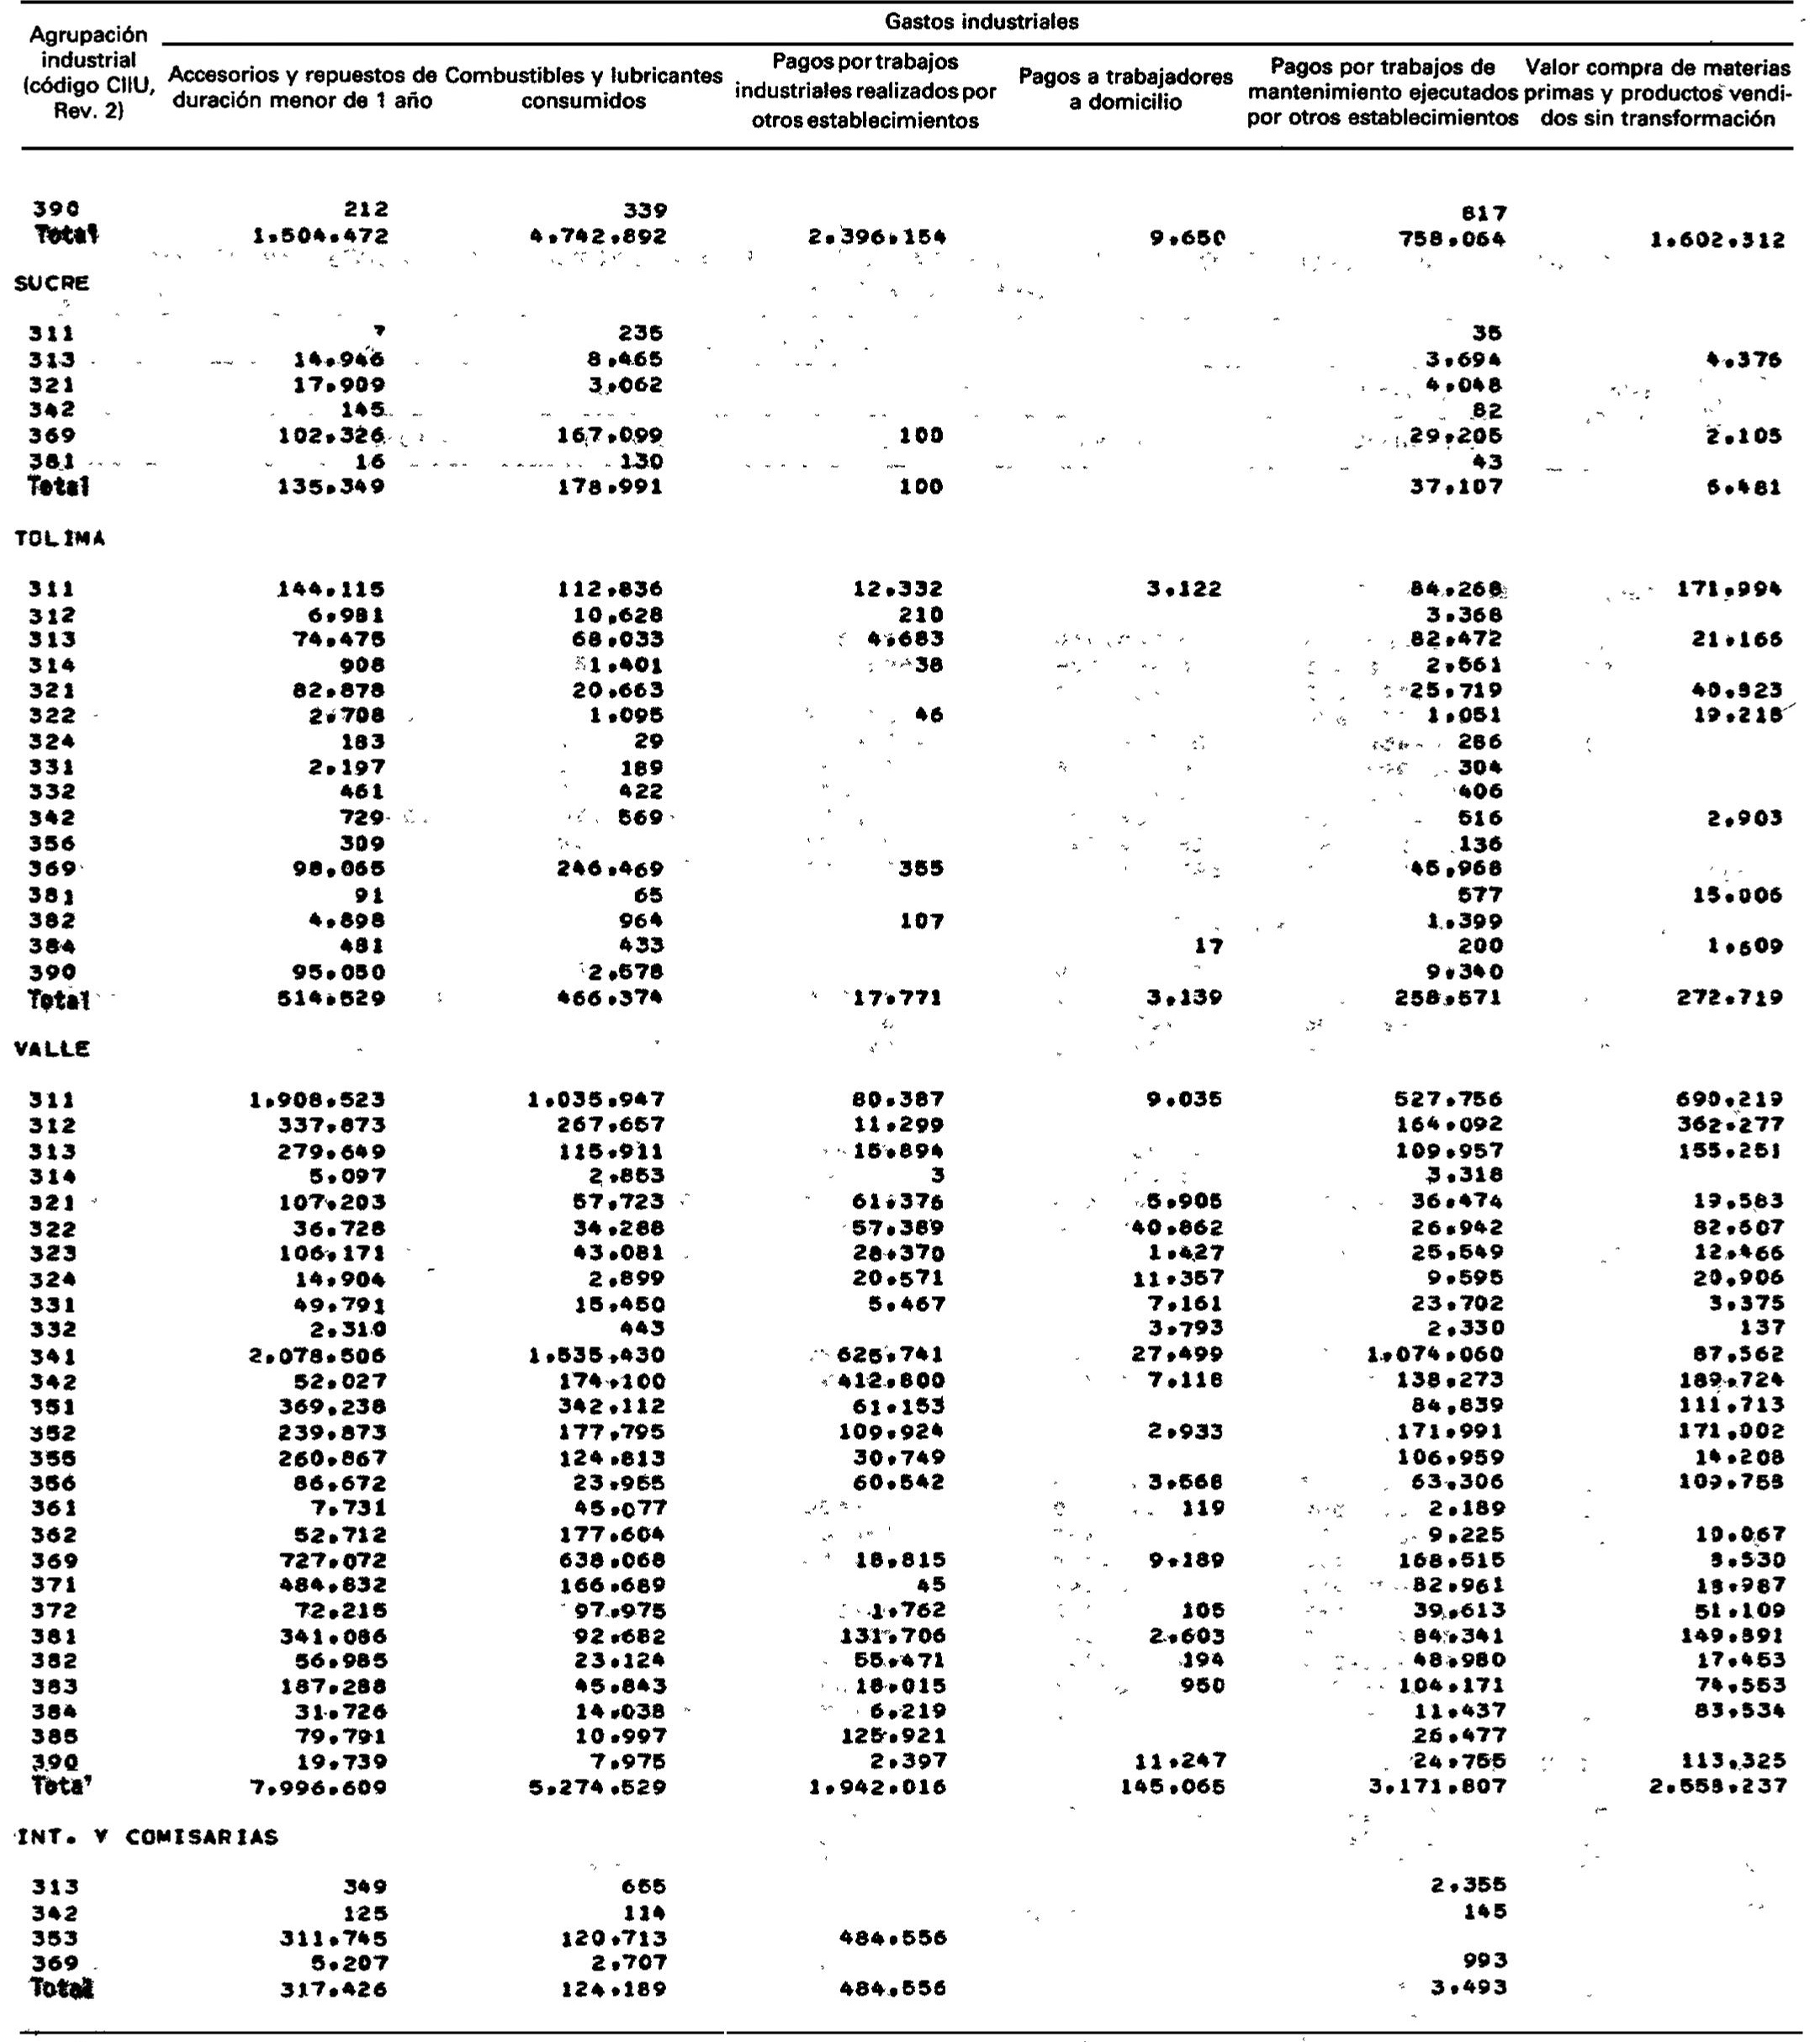 Gastos industriales
Agrupación industrial (código CIIU, Rev. 2) Accesorios y repuestos de duración menor de 1 año Combustibles y lubricantes consumidos Pagos por trabajos industriales realizados por otros establecimientos Pagos a trabajadores a domicilio Pagos por trabajos de mantenimiento ejecutados por otros establecimientos Valor compra de materias primas y productos vendidos sin transformación
390 212 339 817
Total 1.504.472 4.742.892 2.396.154 9.650 758.064 1.602.312
SUCRE
311 7 235 35
313 14.946 8.465 3.694 4.376
321 17.909 3.062 4.048
342 145 82
369 102.326 167.099 100 29.205 2.105
381 16 130 43
Total 135.349 178.991 100 37.107 6.481
TOLIMA
311 144.115 112.836 12.332 3.122 84.268 171.994
312 6.981 10.628 210 3.368
313 74.475 68.033 4.683 82.472 21.166
314 908 1.401 38 2.561
321 82.878 20.663 25.719 40.823
322 2.708 1.095 46 1.051 19.218
324 183 29 286
331 2.197 189 304
332 461 422 406
342 729 569 516 2.903
356 309 136
369 98.065 246.469 355 45.968
381 91 65 577 15.006
382 4.898 964 107 1.399
384 481 433 17 200 1.609
390 95.050 2.578 9.340
Total 514.529 466.374 17.771 3.139 258.571 272.719
VALLE
311 1.908.523 1.035.947 80.387 9.035 527.756 690.219
312 337.873 267.657 11.299 164.092 362.277
313 279.649 115.911 15.894 109.957 155.251
314 5.097 2.853 3 3.318
321 107.203 57.723 61.376 5.905 36.474 19.583
322 36.728 34.288 57.389 40.862 26.942 82.607
323 106.171 43.081 28.370 1.427 25.549 12.466
324 14.904 2.899 20.571 11.357 9.595 20.906
331 49.791 15.450 5.467 7.161 23.702 3.375
332 2.310 443 3.793 2.330 137
341 2.078.506 1.535.430 625.741 27.499 1.074.060 87.562
342 52.027 174.100 412.800 7.118 138.273 189.724
351 369.238 342.112 61.153 84.839 111.713
352 239.873 177.795 109.924 2.933 171.991 171.002
355 260.867 124.813 30.749 106.959 14.208
356 86.672 23.955 60.542 3.568 63.306 109.758
361 7.731 45.077 119 2.189
362 52.712 177.604 9.225 10.067
369 727.072 638.068 18.815 9.189 168.515 3.530
371 484.832 166.689 45 82.961 13.987
372 72.215 97.975 1.762 105 39.613 51.109
381 341.086 92.682 131.706 2.603 84.341 149.891
382 56.985 23.124 55.471 194 48.980 17.453
383 187.288 45.843 18.015 950 104.171 74.553
384 31.726 14.038 6.219 11.437 83.534
385 79.791 10.997 125.921 26.477
390 19.739 7.975 2.397 11.247 24.755 113.325
Total 7.996.609 5.274.529 1.942.016 145.065 3.171.807 2.558.237
INT. Y COMISARIAS
313 349 655 2.355
342 125 114 145
353 311.745 120.713 484.556
369 5.207 2.707 993
Total 317.426 124.189 484.556 3.493